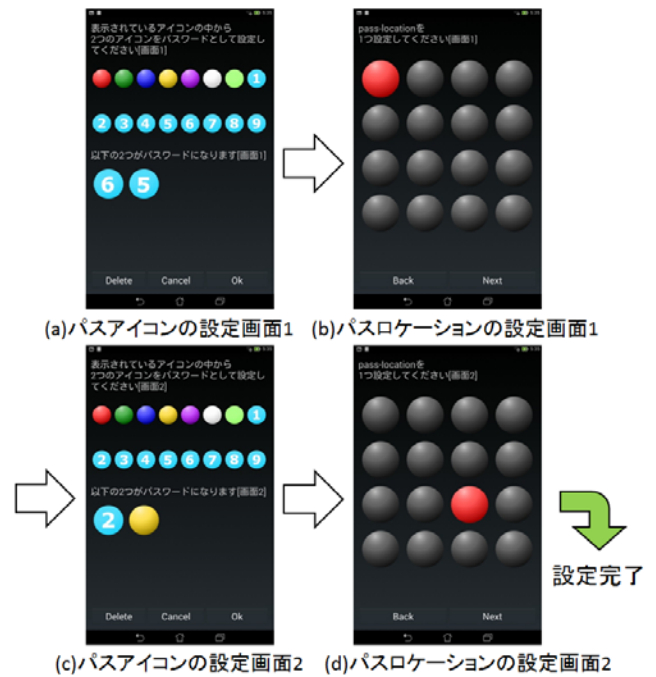 表示されているアイコンの中から
2つのアイコンをパスワードとして設定し
てください[画面1]
1
2 3 4 5 6 7 8 9
以下の2つがパスワードになります[画面1]
6 5
Delete Cancel Ok
(a)パスアイコンの設定画面1
pass-locationを
1つ設定してください[画面1]
Back Next
(b)パスロケーションの設定画面1
表示されているアイコンの中から
2つのアイコンをパスワードとして設定し
てください[画面2]
1
2 3 4 5 6 7 8 9
以下の2つがパスワードになります[画面2]
2
Delete Cancel Ok
(c)パスアイコンの設定画面2
pass-locationを
1つ設定してください[画面2]
Back Next
(d)パスロケーションの設定画面2
設定完了